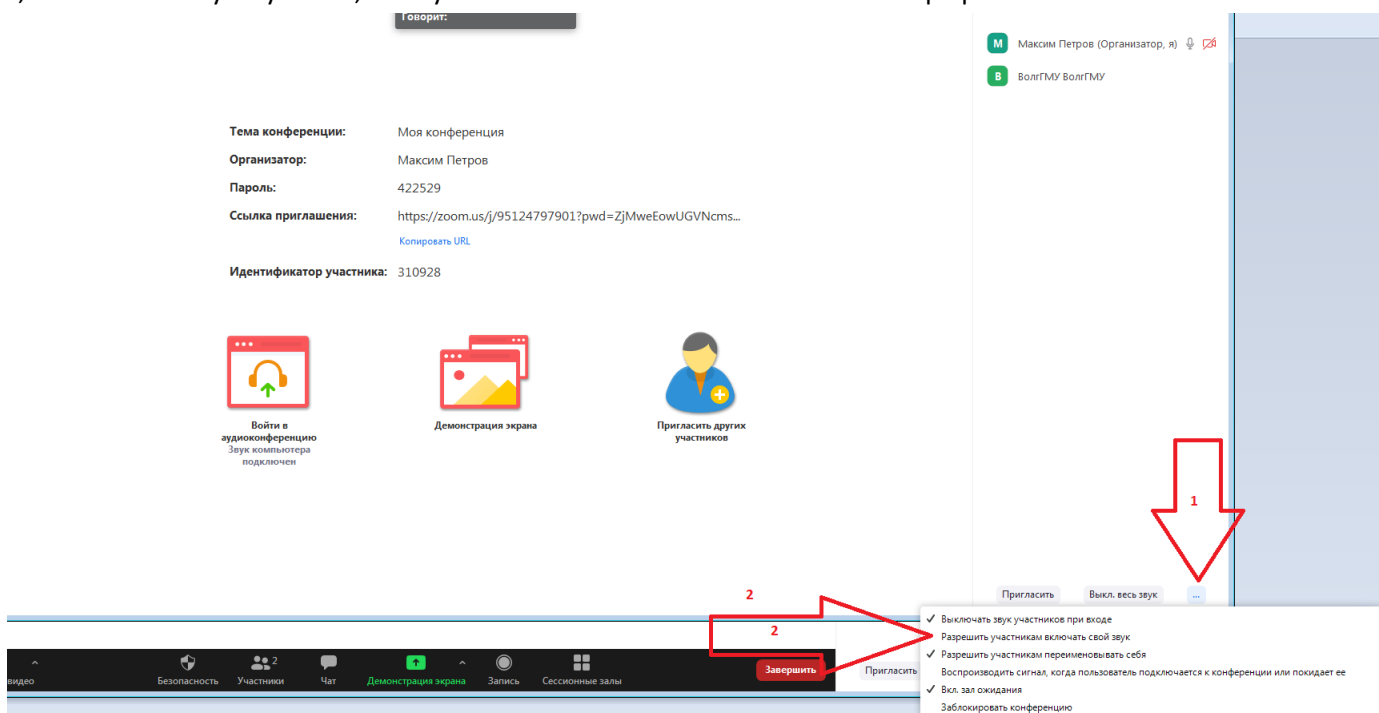 Говорит:
Максим Петров (Организатор, я)
В ВолгГМУ ВолгГМУ
Тема конференции: Моя конференция
Организатор: Максим Петров
Пароль: 422529
Ссылка приглашения: https://zoom.us/j/95124797901?pwd=ZjMweEowUGVNcms...
Копировать URL
Идентификатор участника: 310928
Войти в
аудиоконференцию
Звук компьютера
подключен
Демонстрация экрана
Пригласить других
участников
1
Пригласить Выкл. весь звук ...
2
2
Выключать звук участников при входе
Разрешить участникам включать свой звук
Разрешить участникам переименовывать себя
Воспроизводить сигнал, когда пользователь подключается к конференции или покидает ее
Вкл. зал ожидания
Заблокировать конференцию
видео Безопасность Участники 2 Чат Демонстрация экрана Запись Сессионные залы Завершить Пригласить